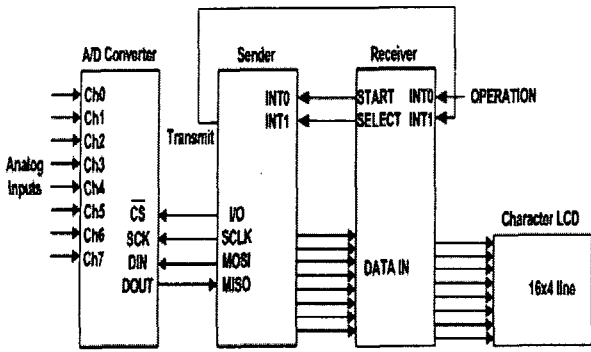 A/D Converter
Sender
Receiver
Ch0
Ch1
Ch2
Ch3
Ch4
Ch5
Ch6
Ch7
Analog
Inputs
CS
SCK
DIN
DOUT
Transmit
INT0
INT1
I/O
SCLK
MOSI
MISO
START INT0
SELECT INT1
OPERATION
DATA IN
Character LCD
16x4 line